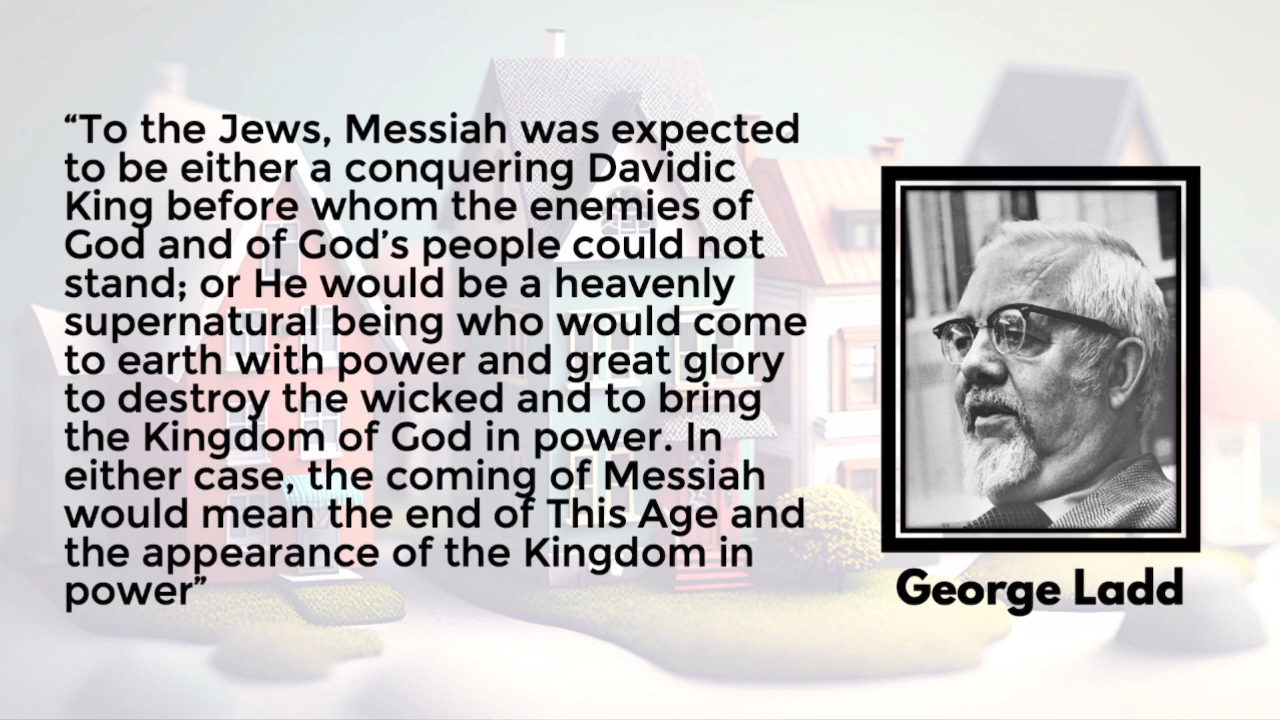 “To the Jews, Messiah was expected
to be either a conquering Davidic
King before whom the enemies of
God and of God’s people could not
stand; or He would be a heavenly
supernatural being who would come
to earth with power and great glory
to destroy the wicked and to bring
the Kingdom of God in power. In
either case, the coming of Messiah
would mean the end of This Age and
the appearance of the Kingdom in
power”
George Ladd